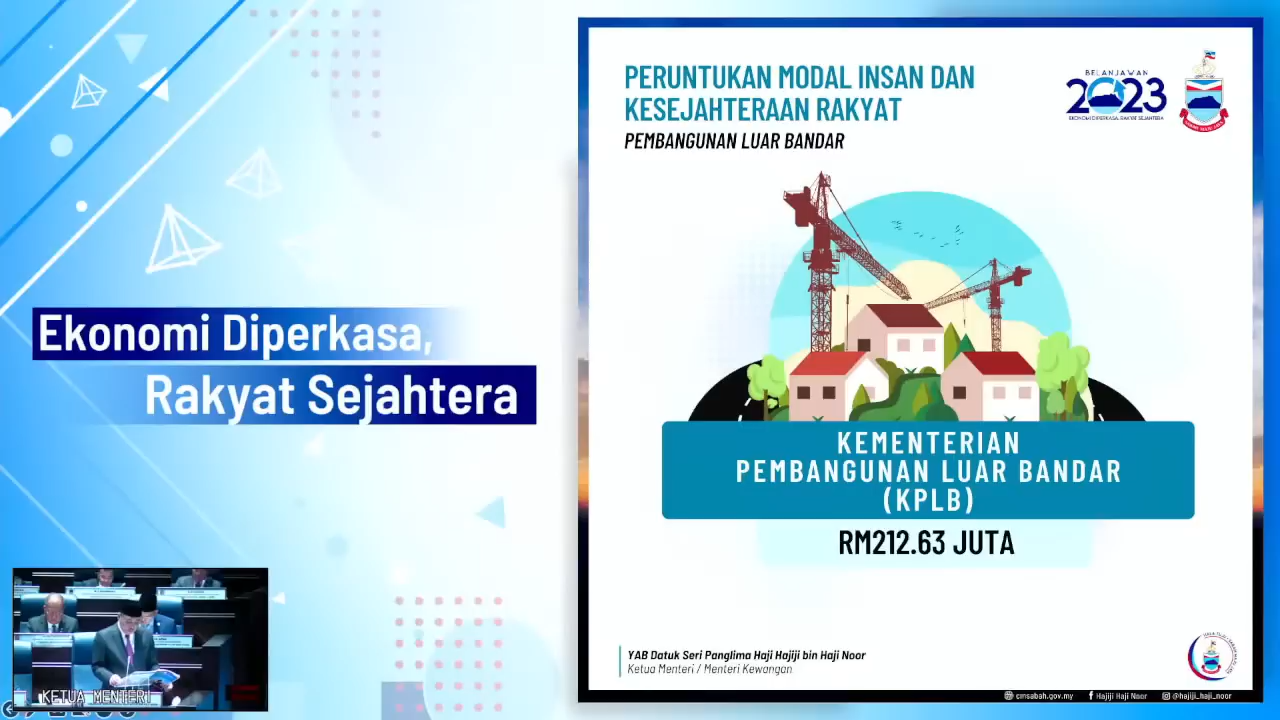 PERUNTUKAN MODAL INSAN DAN
KESEJAHTERAAN RAKYAT
PEMBANGUNAN LUAR BANDAR
BELANJAWAN
2023
EKONOMI DIPERKASA, RAKYAT SEJAHTERA
Ekonomi Diperkasa,
Rakyat Sejahtera
KEMENTERIAN
PEMBANGUNAN LUAR BANDAR
(KPLB)
RM212.63 JUTA
YAB Datuk Seri Panglima Haji Hajiji bin Haji Noor
Ketua Menteri / Menteri Kewangan
KETUA MENTERI
cmsabah.gov.my
Hajiji Haji Noor
@hajiji_haji_noor